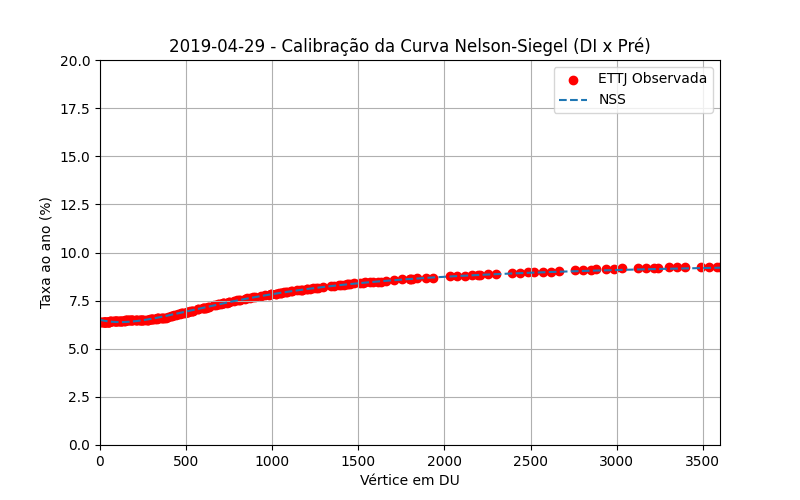 2019-04-29 - Calibração da Curva Nelson-Siegel (DI x Pré)
20.0
17.5
15.0
12.5
10.0
7.5
5.0
2.5
0.0
Taxa ao ano (%)
ETTJ Observada
NSS
0 500 1000 1500 2000 2500 3000 3500
Vértice em DU